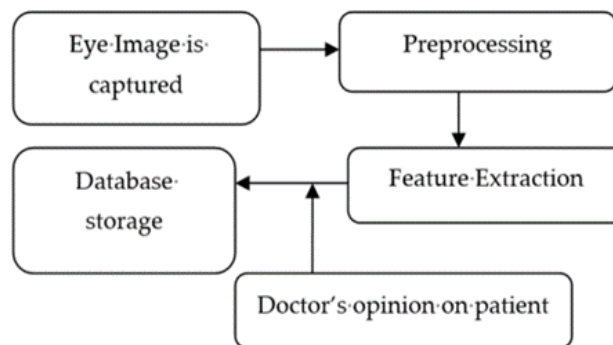 Eye Image is
captured
Preprocessing
Feature Extraction
Database
storage
Doctor's opinion on patient